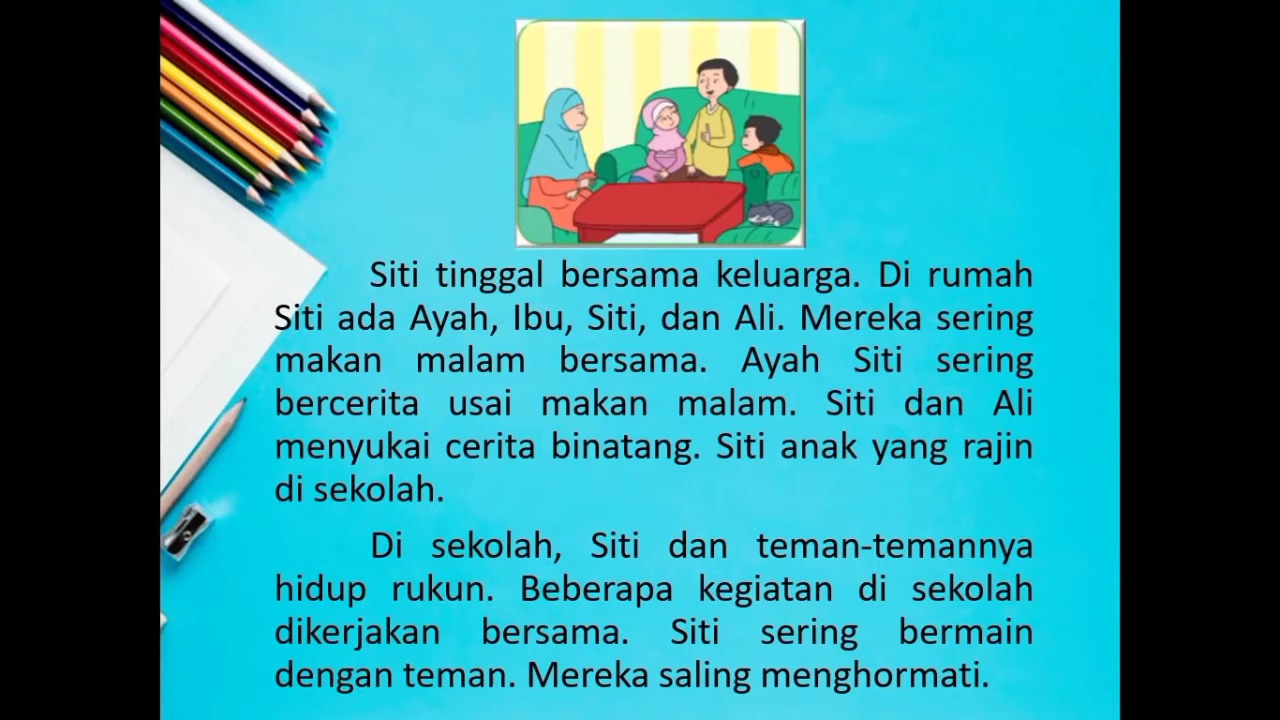 Siti tinggal bersama keluarga. Di rumah
Siti ada Ayah, Ibu, Siti, dan Ali. Mereka sering
makan malam bersama. Ayah Siti sering
bercerita usai makan malam. Siti dan Ali
menyukai cerita binatang. Siti anak yang rajin
di sekolah.
Di sekolah, Siti dan teman-temannya
hidup rukun. Beberapa kegiatan di sekolah
dikerjakan bersama. Siti sering bermain
dengan teman. Mereka saling menghormati.